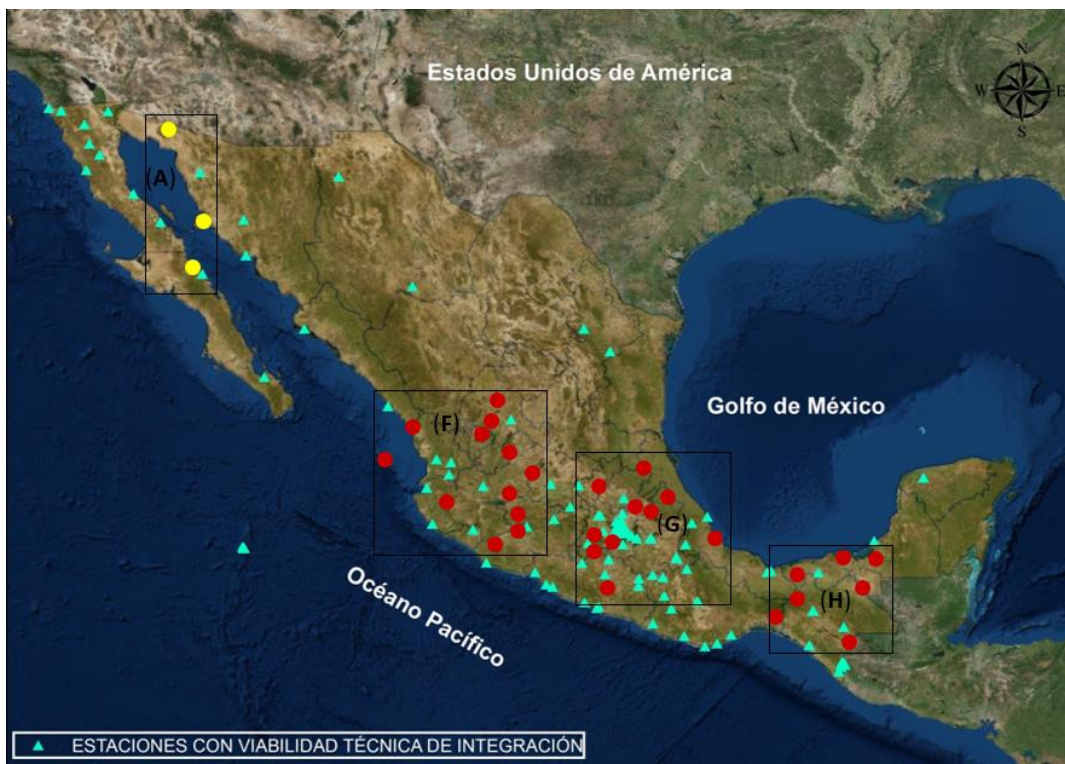 Estados Unidos de América
N
W E
S
(A)
Golfo de México
(F)
(G)
(H)
Océano Pacífico
ESTACIONES CON VIABILIDAD TÉCNICA DE INTEGRACIÓN